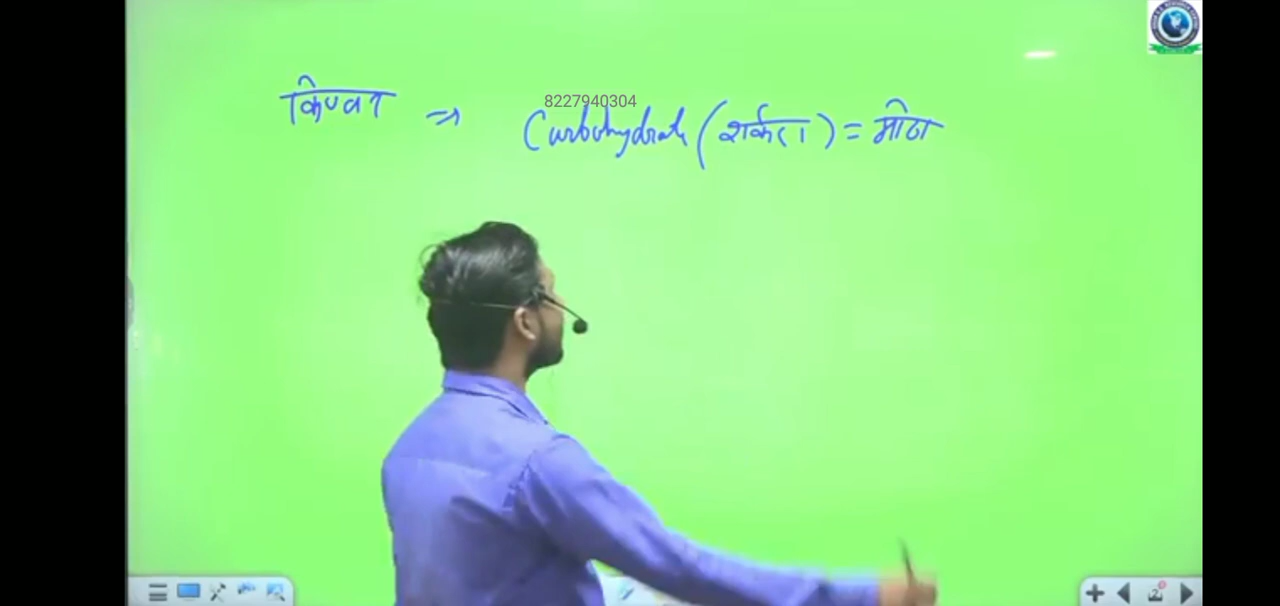 8227940304
किण्वन ⇒ Carbohydrate (शर्करा) = मीठा